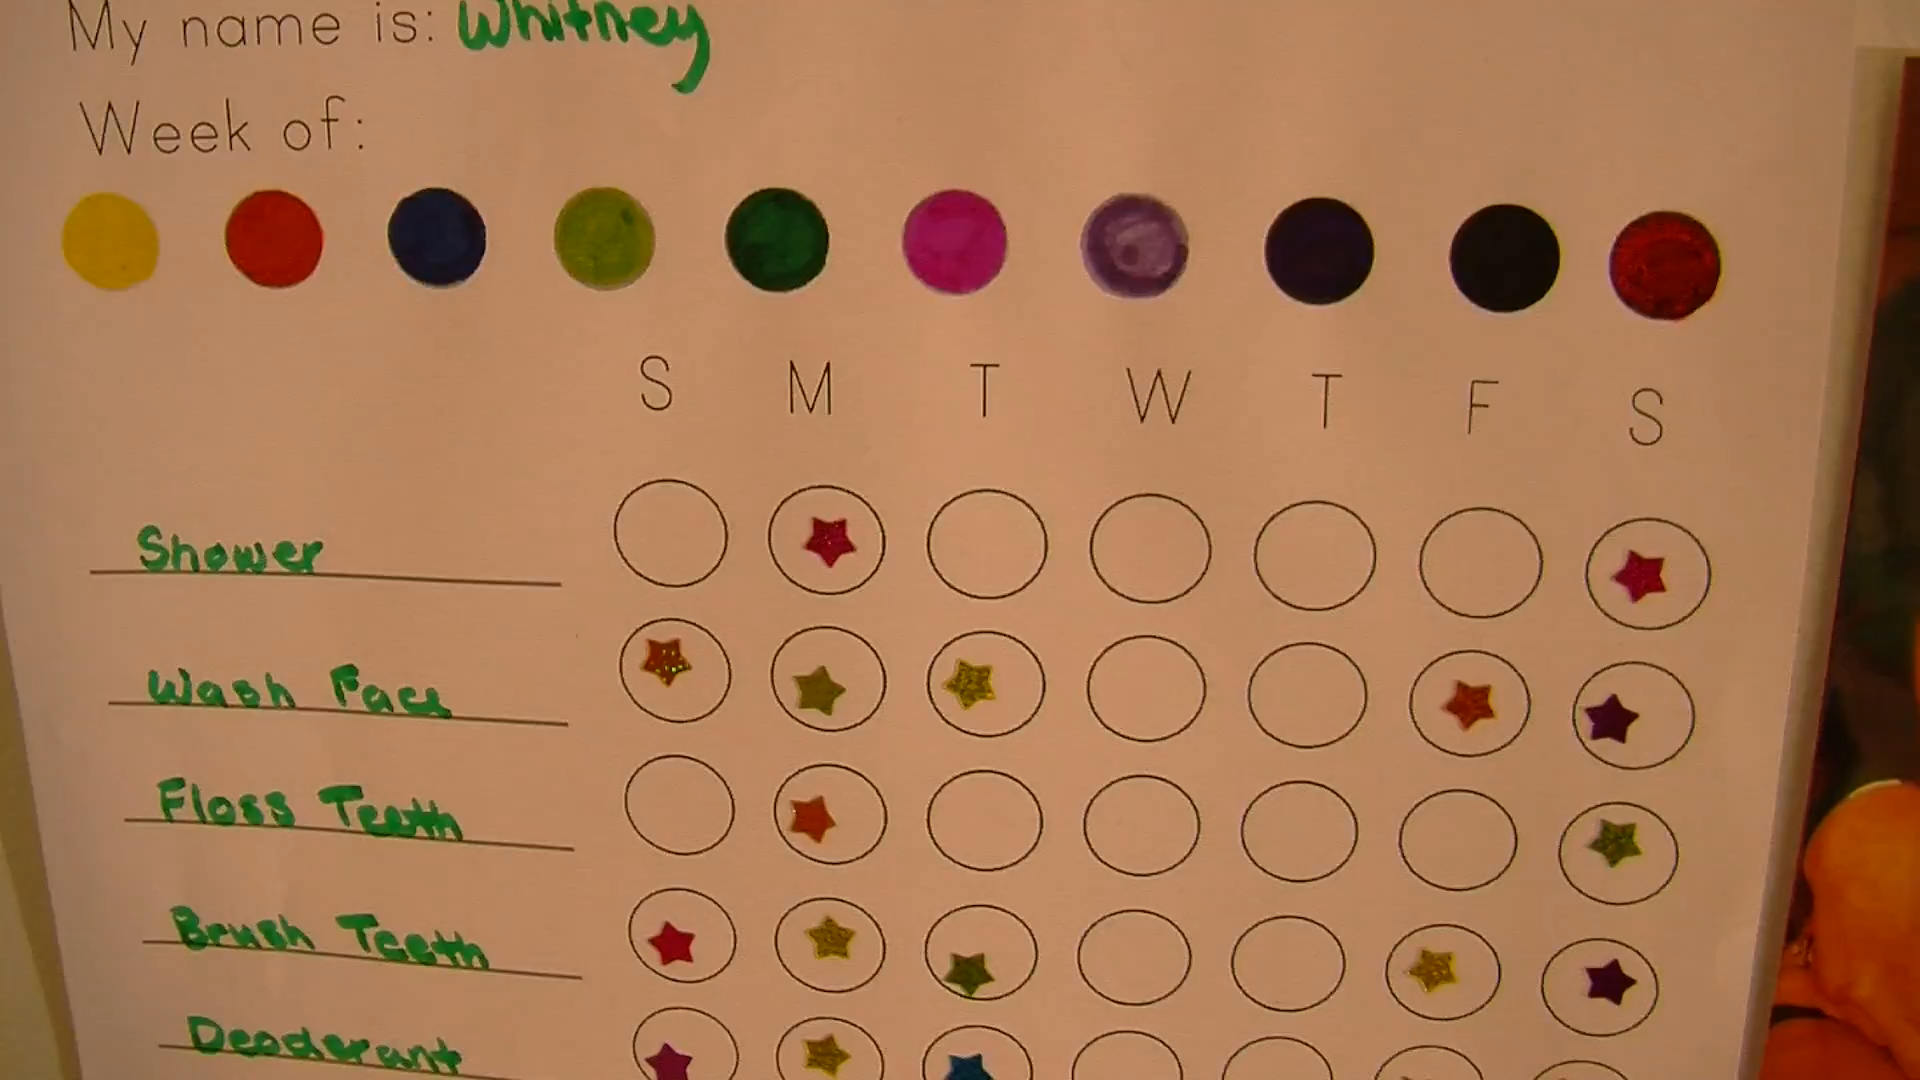 My name is: Whitney
Week of:
S M T W T F S
Shower
Wash Face
Floss Teeth
Brush Teeth
Deoderant